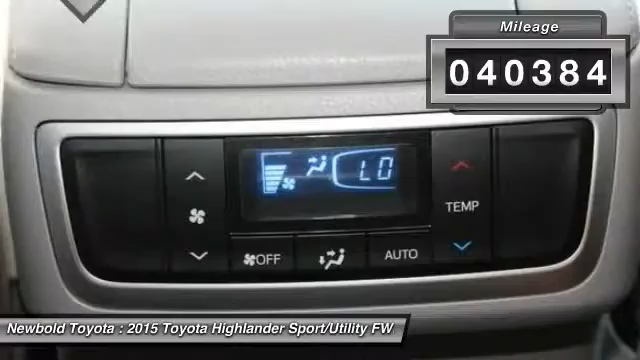 Mileage
040384
LO
TEMP
OFF
AUTO
Newbold Toyota : 2015 Toyota Highlander Sport/Utility FW